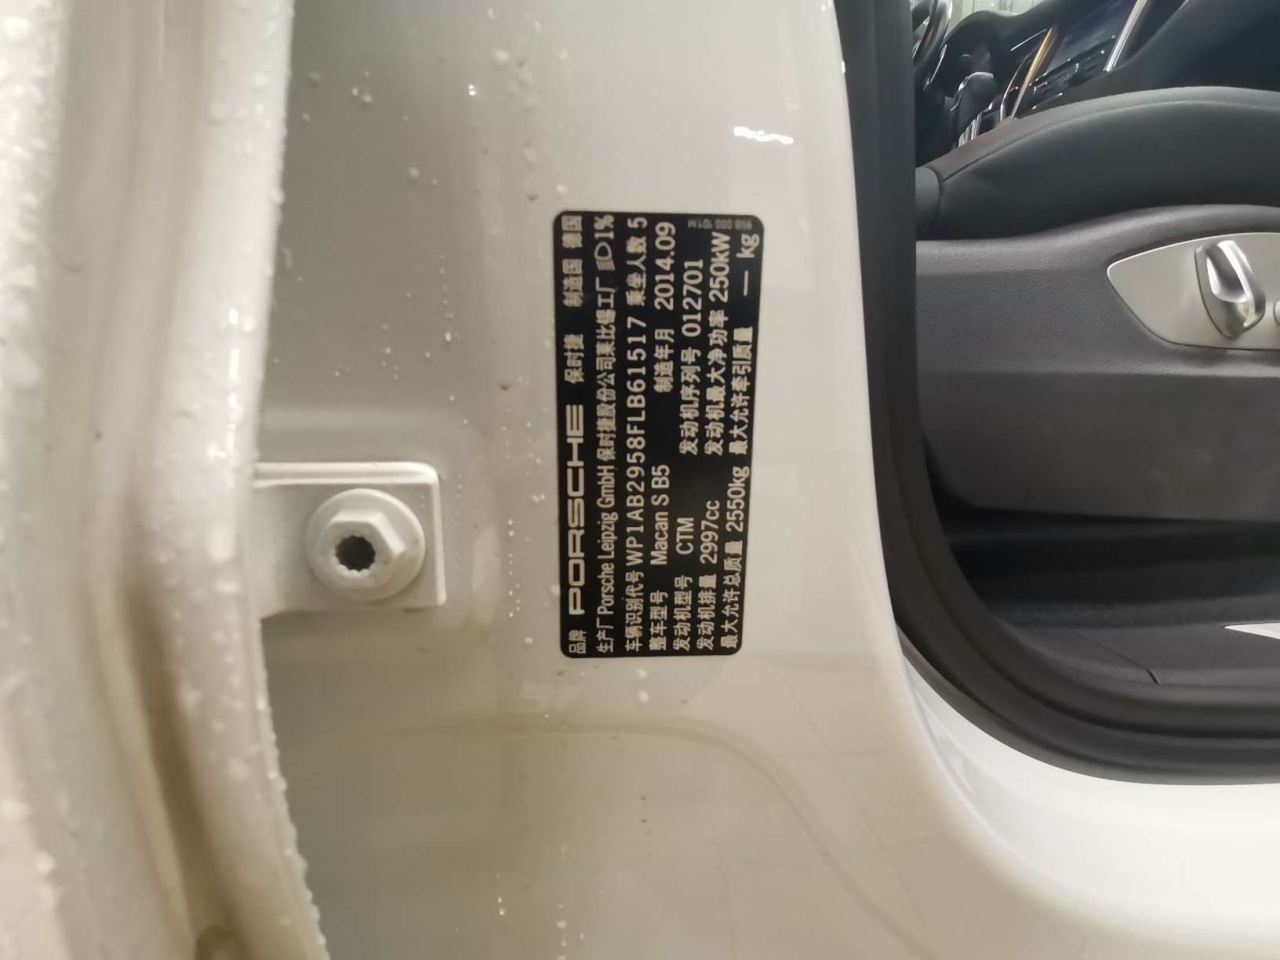 品牌 PORSCHE 保时捷 制造国 德国
生产厂 Porsche Leipzig GmbH 保时捷股份公司莱比锡工厂 1%
车辆识别代号 WP1AB2958FLB61517 乘坐人数 5
整车型号 Macan S B5 制造年月 2014.09
发动机型号 CTM 发动机序列号 012701
发动机排量 2997cc 发动机最大净功率 250kW
最大允许总质量 2550kg 最大允许牵引质量 — kg